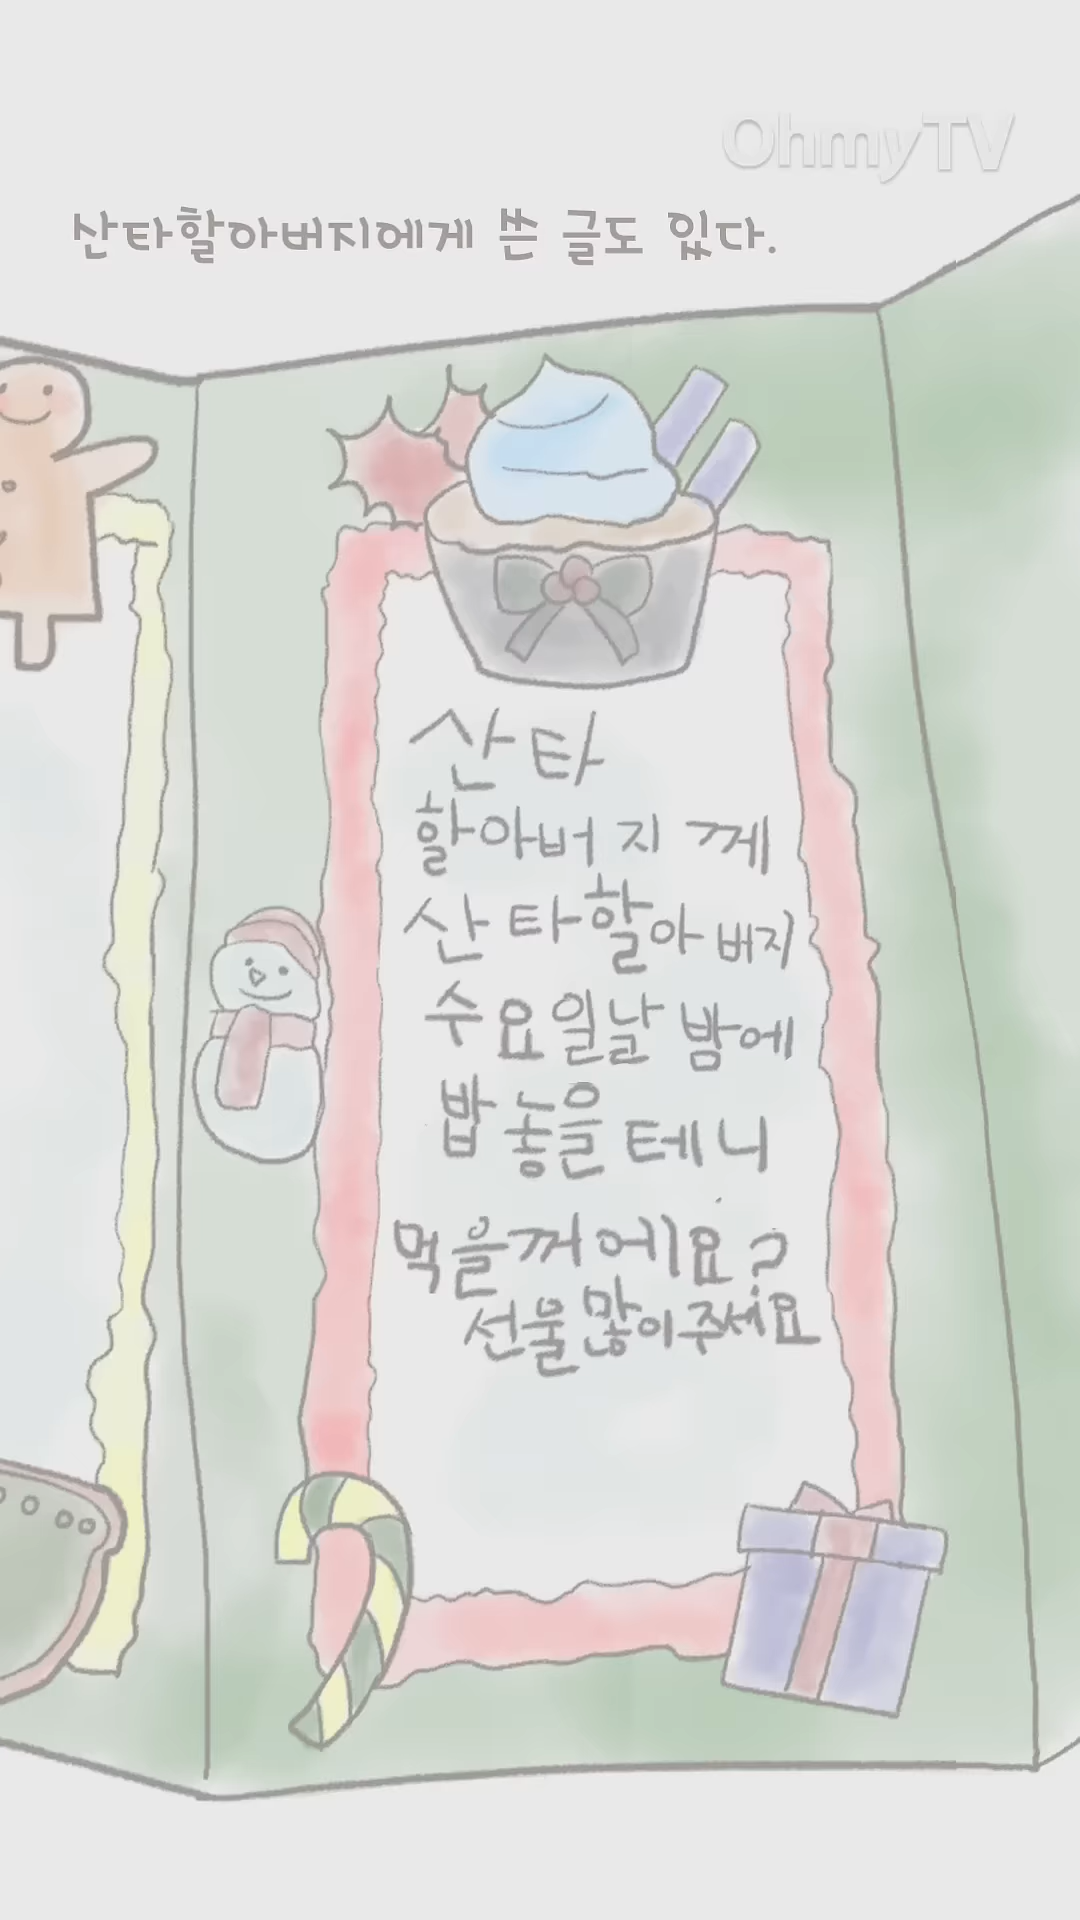 OhmyTV
산타할아버지에게 쓴 글도 있다.
산타
할아버지께
산타할아버지
수요일날 밤에
밥 놓을 테니
먹을꺼에요?
선물 많이 주세요